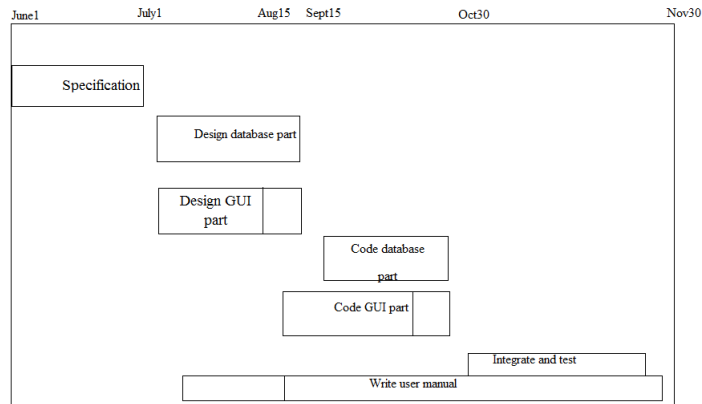 June1 July1 Aug15 Sept15 Oct30 Nov30
Specification
Design database part
Design GUI
part
Code database
part
Code GUI part
Integrate and test
Write user manual